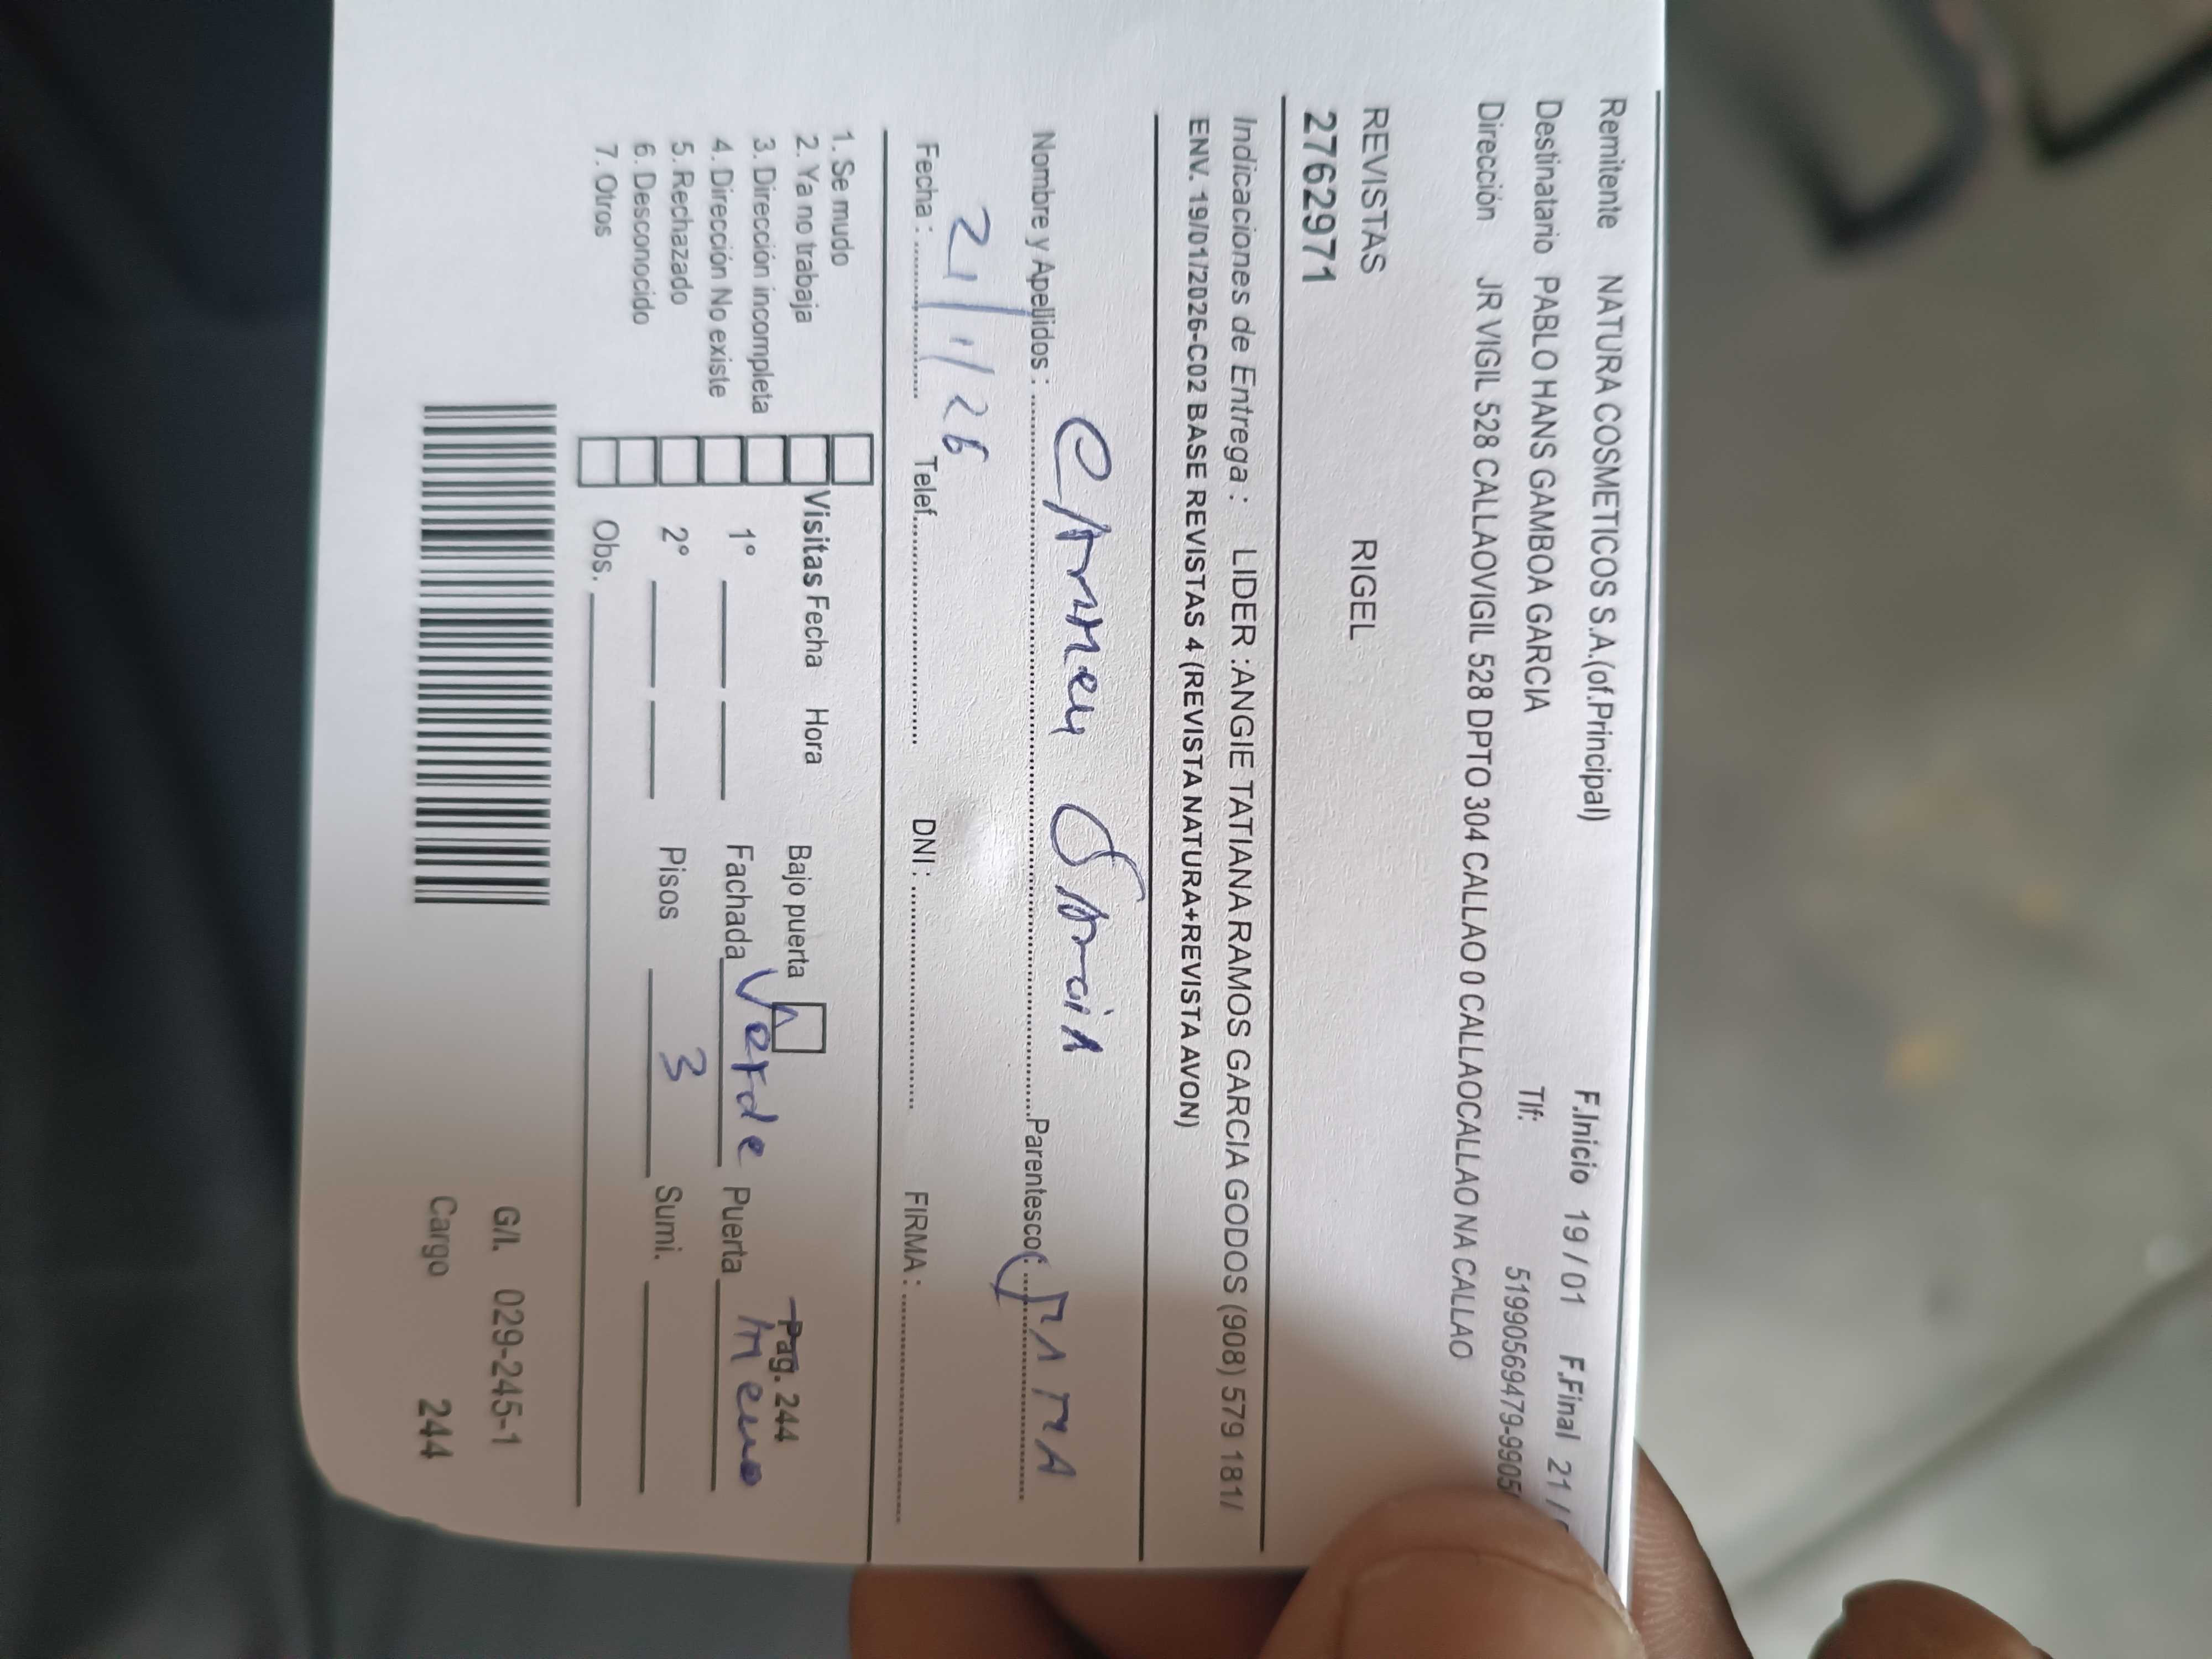 Remitente NATURA COSMETICOS S.A.(of.Principal) F.Inicio 19 / 01 F.Final 21 /
Destinatario PABLO HANS GAMBOA GARCIA Tlf: 51990569479-9905
Dirección JR VIGIL 528 CALLAOVIGIL 528 DPTO 304 CALLAO 0 CALLAOCALLAO NA CALLAO
REVISTAS RIGEL
2762971
Indicaciones de Entrega : LIDER :ANGIE TATIANA RAMOS GARCIA GODOS (908) 579 181/
ENV. 19/01/2026-C02 BASE REVISTAS 4 (REVISTA NATURA+REVISTA AVON)
Nombre y Apellidos : Carmen Parentesco :
Fecha : 21/1/26 Telef. DNI : FIRMA :
1. Se mudo
2. Ya no trabaja Visitas Fecha Hora Bajo puerta Pag. 244
3. Dirección incompleta
4. Dirección No existe 1° Fachada Verde Puerta
5. Rechazado 2° Pisos 3 Sumi.
6. Desconocido
7. Otros Obs.
G/I. 029-245-1
Cargo 244